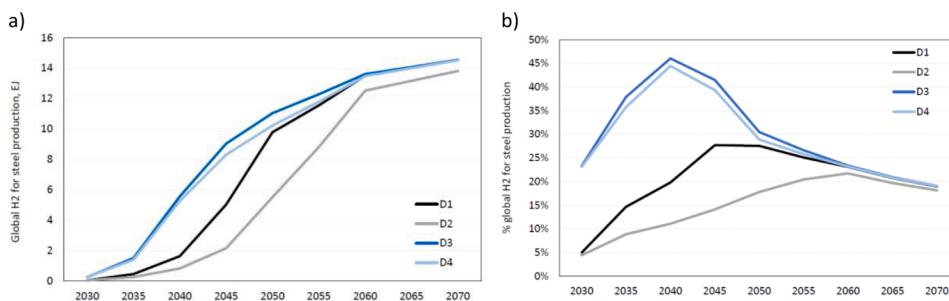 a)
Global H2 for steel production, EJ
16
14
12
10
8
6
4
2
0
2030 2035 2040 2045 2050 2055 2060 2065 2070
D1
D2
D3
D4
b)
% global H2 for steel production
50%
45%
40%
35%
30%
25%
20%
15%
10%
5%
0%
2030 2035 2040 2045 2050 2055 2060 2065 2070
D1
D2
D3
D4